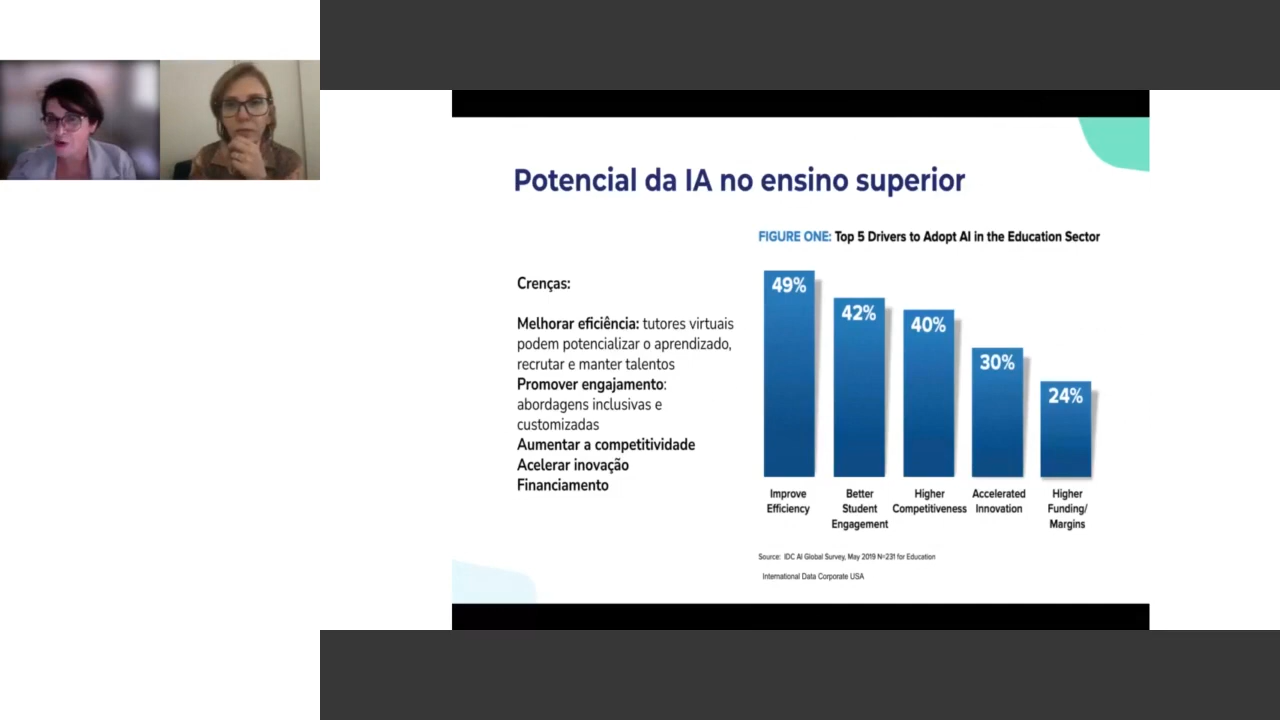 Potencial da IA no ensino superior
Crenças:
Melhorar eficiência: tutores virtuais
podem potencializar o aprendizado,
recrutar e manter talentos
Promover engajamento:
abordagens inclusivas e
customizadas
Aumentar a competitividade
Acelerar inovação
Financiamento
FIGURE ONE: Top 5 Drivers to Adopt AI in the Education Sector
49%
42%
40%
30%
24%
Improve
Efficiency
Better
Student
Engagement
Higher
Competitiveness
Accelerated
Innovation
Higher
Funding/
Margins
Source: IDC AI Global Survey, May 2019 N=231 for Education
International Data Corporate USA